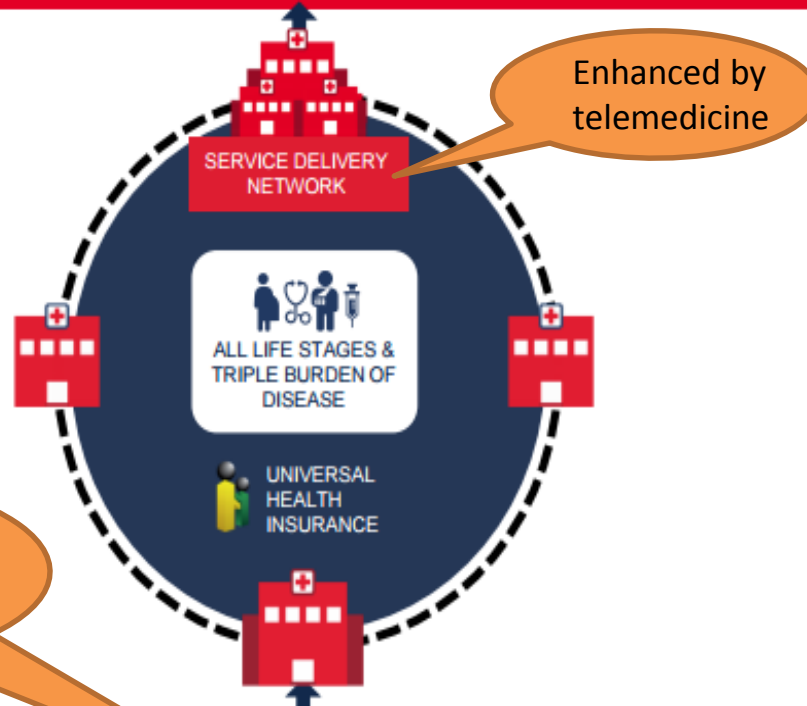 Enhanced by
telemedicine
SERVICE DELIVERY
NETWORK
ALL LIFE STAGES &
TRIPLE BURDEN OF
DISEASE
UNIVERSAL
HEALTH
INSURANCE